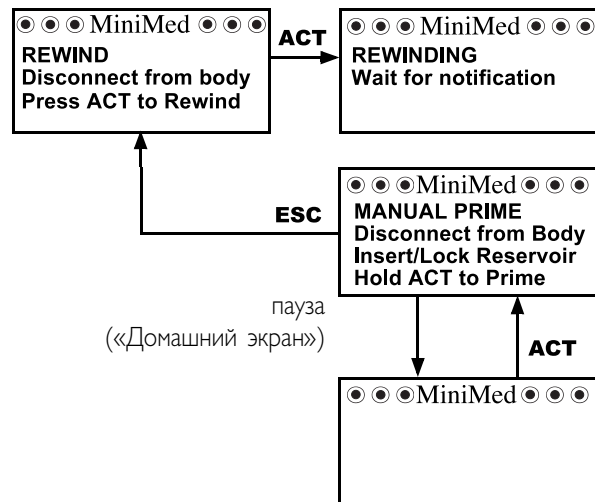 MiniMed
REWIND
Disconnect from body
Press ACT to Rewind
ACT
MiniMed
REWINDING
Wait for notification
ESC
MiniMed
MANUAL PRIME
Disconnect from Body
Insert/Lock Reservoir
Hold ACT to Prime
пауза
(«Домашний экран»)
ACT
MiniMed